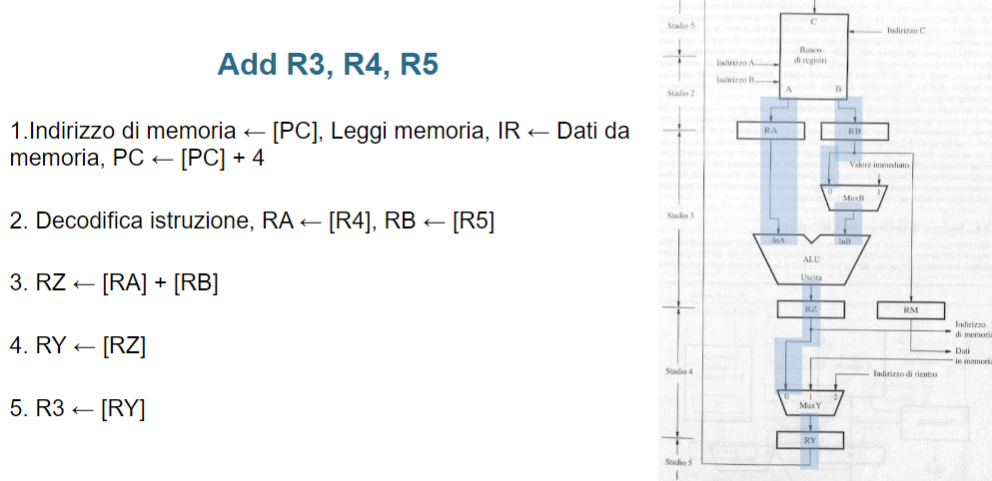 Add R3, R4, R5
1.Indirizzo di memoria ← [PC], Leggi memoria, IR ← Dati da
memoria, PC ← [PC] + 4
2. Decodifica istruzione, RA ← [R4], RB ← [R5]
3. RZ ← [RA] + [RB]
4. RY ← [RZ]
5. R3 ← [RY]
Stadio 5
C
Indirizzo C
Banco
di registri
Indirizzo A
Indirizzo B
Stadio 2
A B
RA RB
Valore immediato
0 1
MuxB
Stadio 3
InA InB
ALU
Uscita
RZ RM
Indirizzo
di memoria
Dati
in memoria
Stadio 4
Indirizzo di rientro
0 1 2
MuxY
RY
Stadio 5